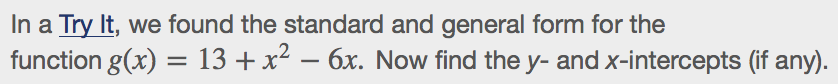 In a Try It, we found the standard and general form for the
function g(x) = 13 + x² − 6x. Now find the y- and x-intercepts (if any).